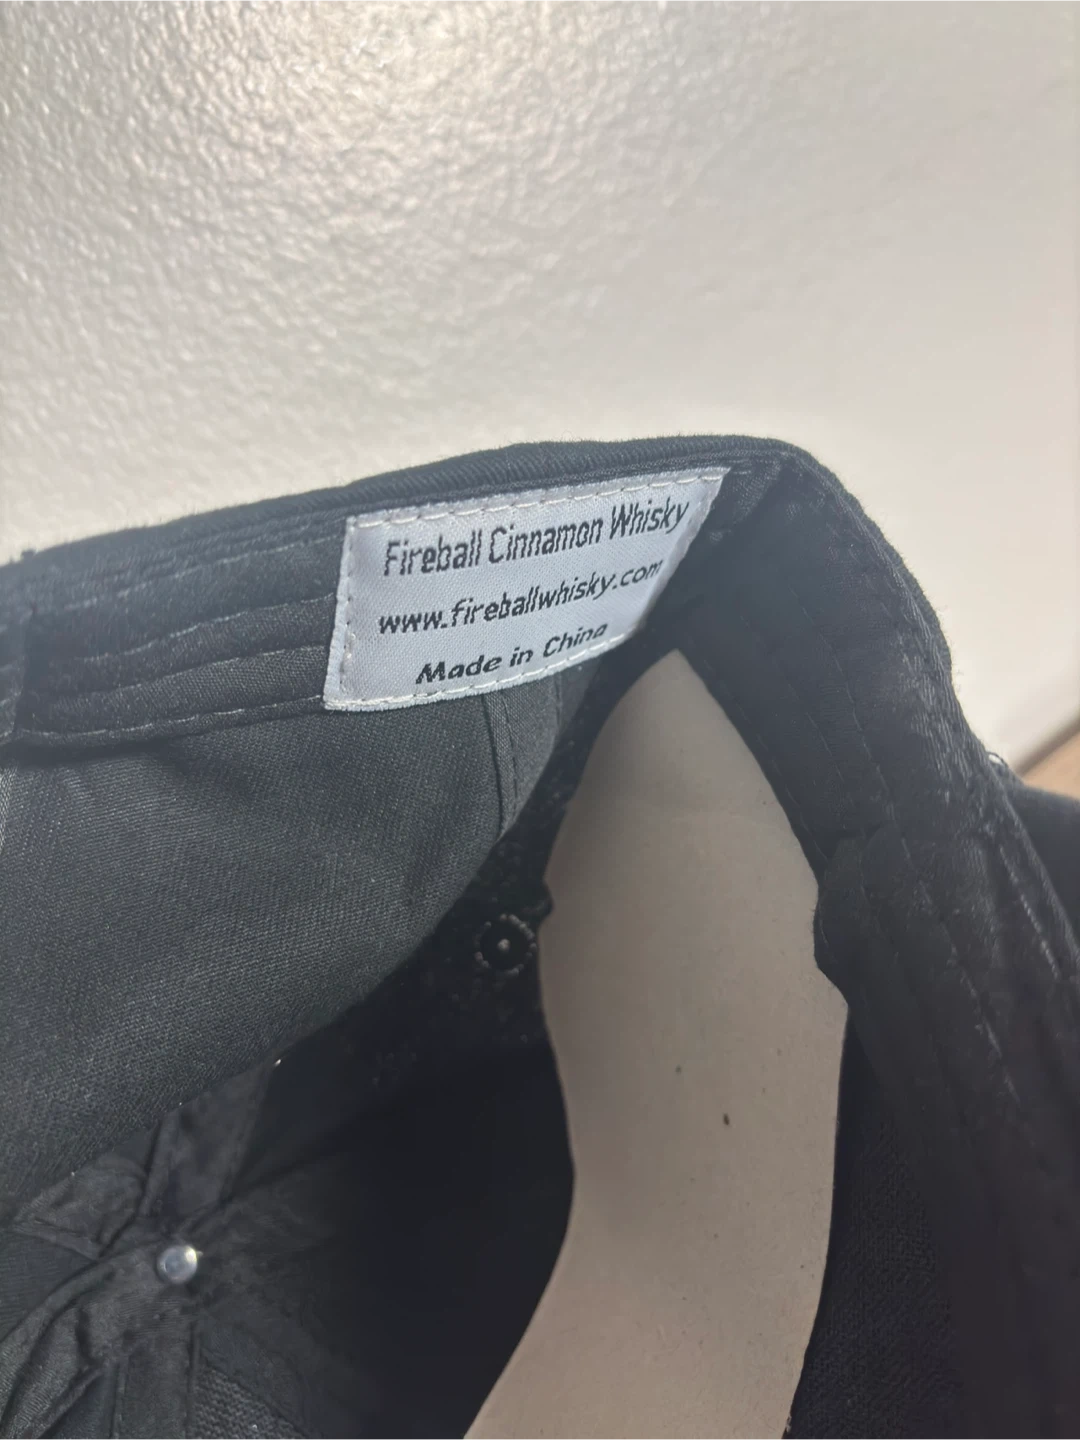 Fireball Cinnamon Whisky
www.fireballwhisky.com
Made in China